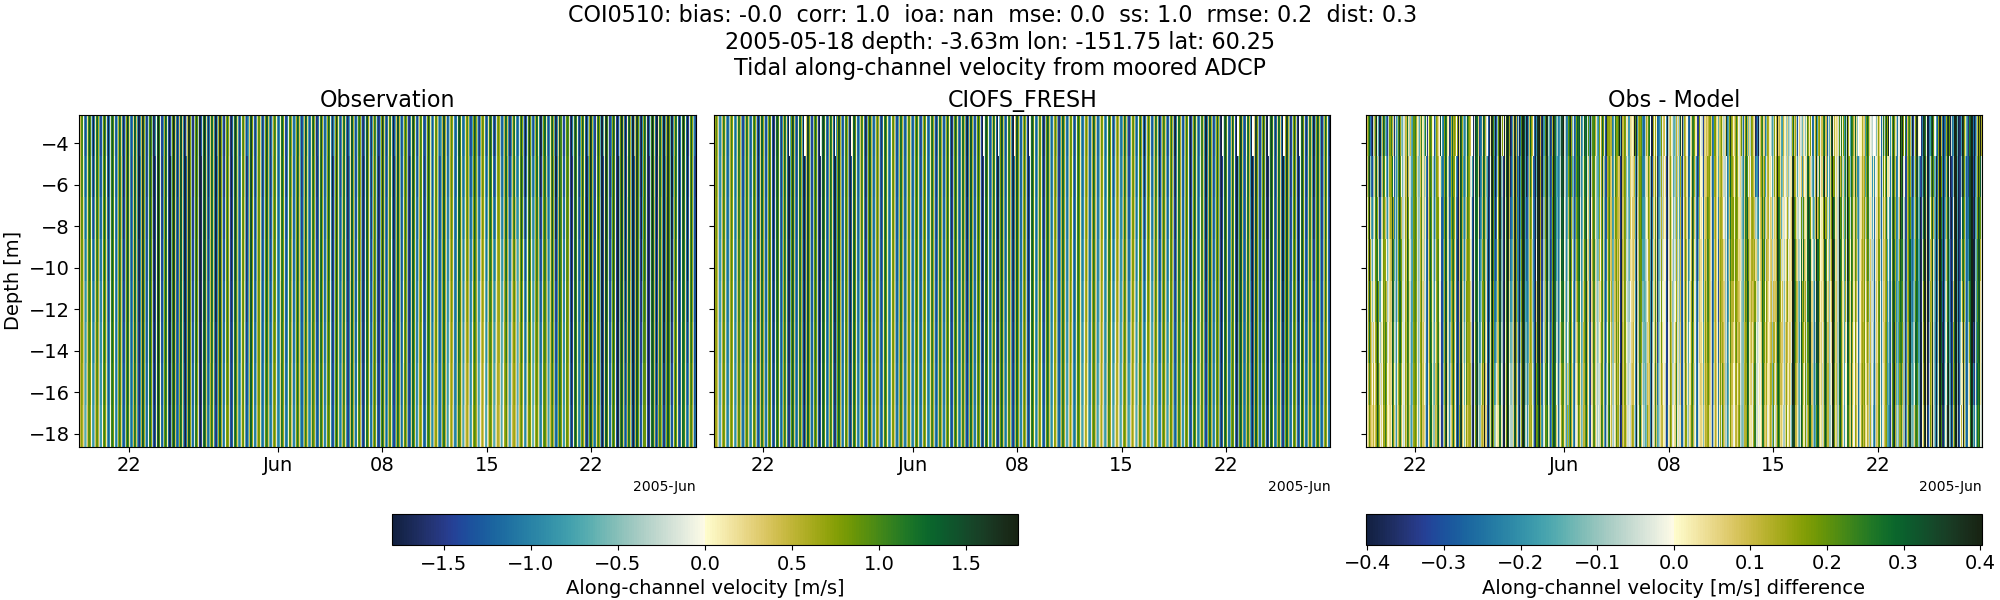 COI0510: bias: -0.0  corr: 1.0  ioa: nan  mse: 0.0  ss: 1.0  rmse: 0.2  dist: 0.3
2005-05-18 depth: -3.63m lon: -151.75 lat: 60.25
Tidal along-channel velocity from moored ADCP
Observation
CIOFS_FRESH
Obs - Model
Depth [m]
−4
−6
−8
−10
−12
−14
−16
−18
22 Jun 08 15 22
2005-Jun
22 Jun 08 15 22
2005-Jun
22 Jun 08 15 22
2005-Jun
−1.5 −1.0 −0.5 0.0 0.5 1.0 1.5
Along-channel velocity [m/s]
−0.4 −0.3 −0.2 −0.1 0.0 0.1 0.2 0.3 0.4
Along-channel velocity [m/s] difference